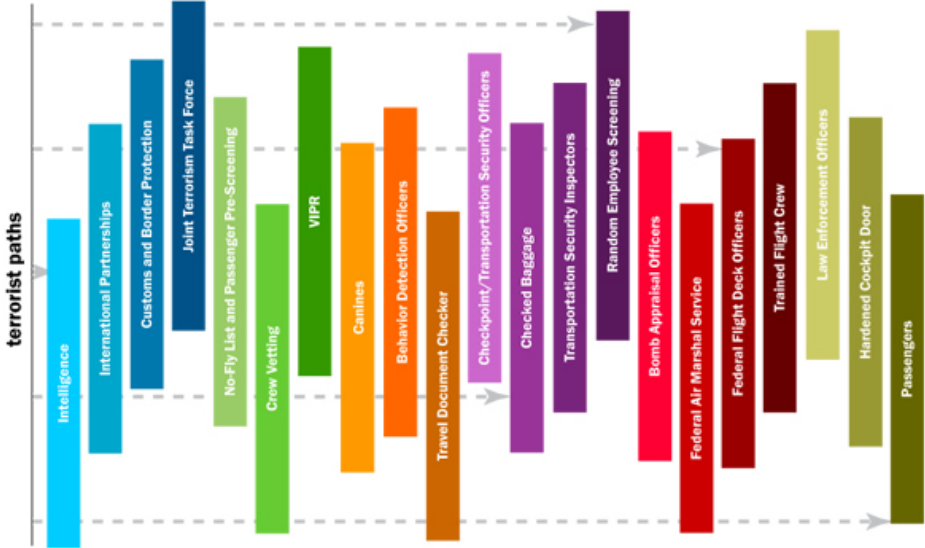 terrorist paths
Intelligence
International Partnerships
Customs and Border Protection
Joint Terrorism Task Force
No-Fly List and Passenger Pre-Screening
Crew Vetting
VIPR
Canines
Behavior Detection Officers
Travel Document Checker
Checkpoint/Transportation Security Officers
Checked Baggage
Transportation Security Inspectors
Random Employee Screening
Bomb Appraisal Officers
Federal Air Marshal Service
Federal Flight Deck Officers
Trained Flight Crew
Law Enforcement Officers
Hardened Cockpit Door
Passengers